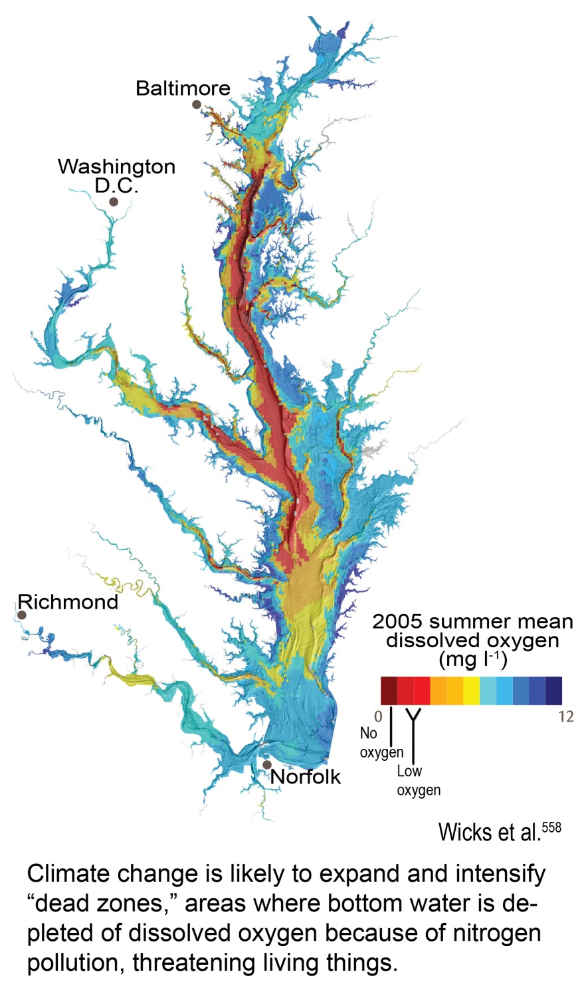 Baltimore
Washington
D.C.
Richmond
2005 summer mean
dissolved oxygen
(mg l-1)
0
12
No
oxygen
Low
oxygen
Norfolk
Wicks et al.558
Climate change is likely to expand and intensify
“dead zones,” areas where bottom water is de-
pleted of dissolved oxygen because of nitrogen
pollution, threatening living things.